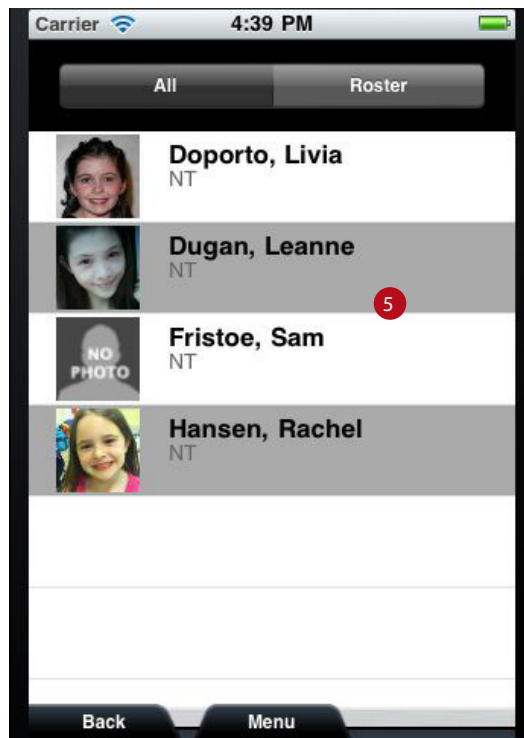 Carrier 4:39 PM
All Roster
Doporto, Livia
NT
Dugan, Leanne
NT
5
Fristoe, Sam
NO
PHOTO
NT
Hansen, Rachel
NT
Back Menu